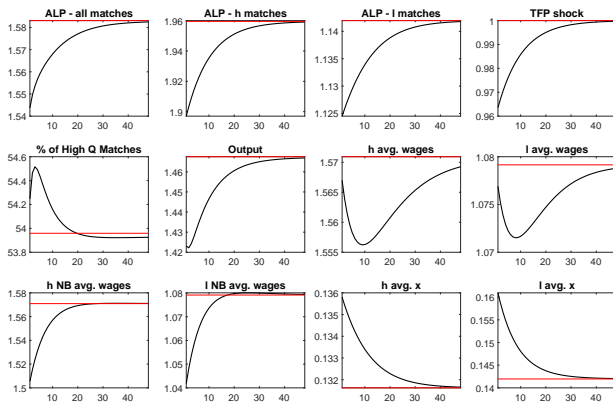 ALP - all matches
ALP - h matches
ALP - l matches
TFP shock
1.58
1.57
1.56
1.55
1.54
10 20 30 40
1.96
1.94
1.92
1.9
10 20 30 40
1.14
1.135
1.13
1.125
10 20 30 40
1
0.99
0.98
0.97
0.96
10 20 30 40
% of High Q Matches
Output
h avg. wages
l avg. wages
54.6
54.4
54.2
54
53.8
10 20 30 40
1.46
1.45
1.44
1.43
1.42
10 20 30 40
1.57
1.565
1.56
1.555
10 20 30 40
1.08
1.075
1.07
10 20 30 40
h NB avg. wages
l NB avg. wages
h avg. x
l avg. x
1.6
1.58
1.56
1.54
1.52
1.5
10 20 30 40
1.08
1.07
1.06
1.05
1.04
10 20 30 40
0.136
0.135
0.134
0.133
0.132
10 20 30 40
0.16
0.155
0.15
0.145
0.14
10 20 30 40